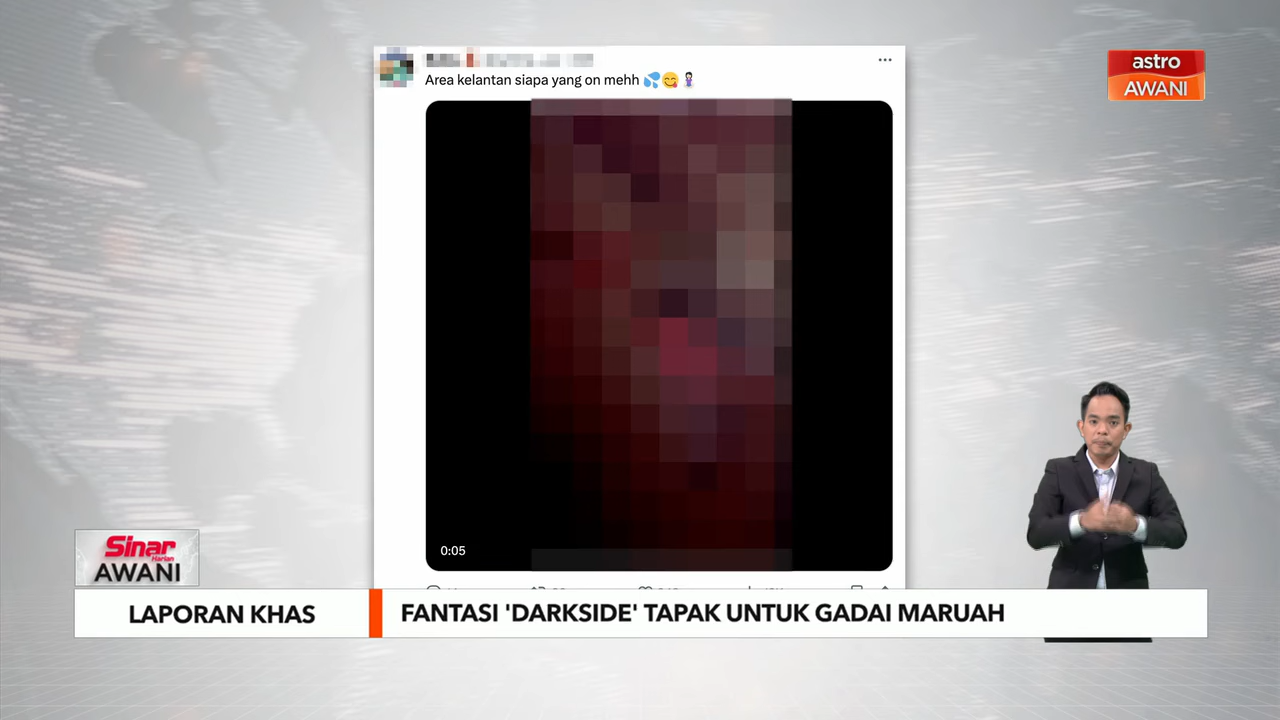 Area kelantan siapa yang on mehh 💦😋🧍🏻‍♀️
astro
AWANI
0:05
Sinar
Harian
AWANI
LAPORAN KHAS
FANTASI 'DARKSIDE' TAPAK UNTUK GADAI MARUAH